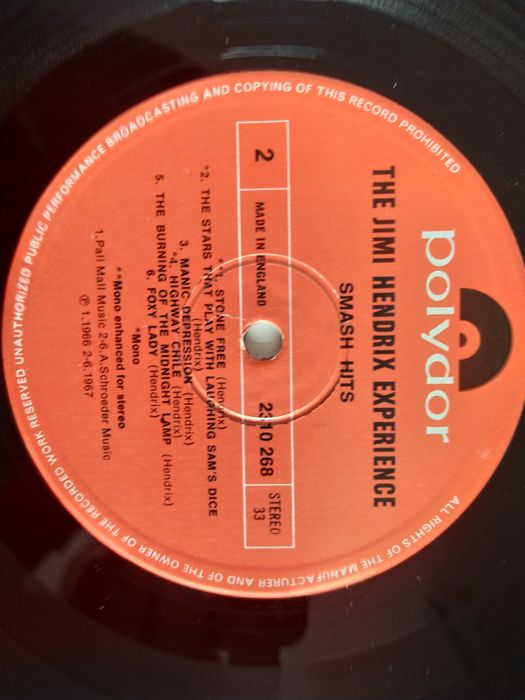 polydor
THE JIMI HENDRIX EXPERIENCE
SMASH HITS
2
MADE IN ENGLAND
2310 268
STEREO
33
*1. STONE FREE (Hendrix)
*2. THE STARS THAT PLAY WITH LAUGHING SAM'S DICE
(Hendrix)
3. MANIC DEPRESSION (Hendrix)
*4. HIGHWAY CHILE (Hendrix)
5. THE BURNING OF THE MIDNIGHT LAMP (Hendrix)
6. FOXY LADY (Hendrix)
*Mono
**Mono enhanced for stereo
1.Pall Mall Music 2-6.A.Schroeder Music
℗ 1.1966 2-6.1967
ALL RIGHTS OF THE MANUFACTURER AND OF THE OWNER OF THE RECORDED WORK RESERVED UNAUTHORIZED PUBLIC PERFORMANCE BROADCASTING AND COPYING OF THIS RECORD PROHIBITED